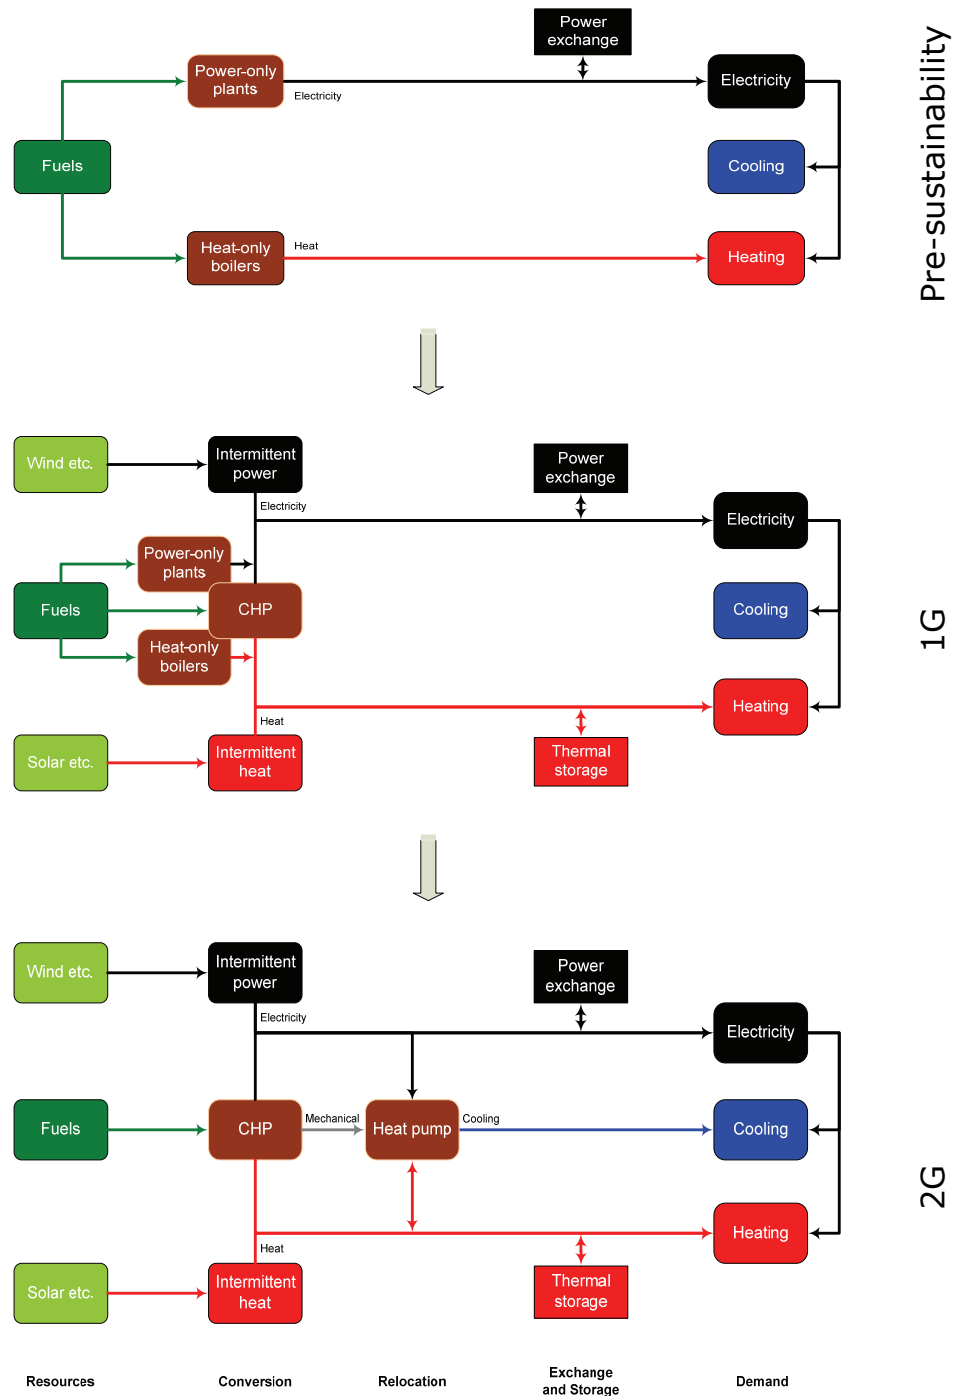 Power
exchange
Power-only
plants
Electricity
Electricity
Fuels
Cooling
Heat-only
boilers
Heat
Heating
Pre-sustainability
Wind etc.
Intermittent
power
Power
exchange
Electricity
Electricity
Power-only
plants
Fuels
CHP
Cooling
Heat-only
boilers
Heating
Heat
Solar etc.
Intermittent
heat
Thermal
storage
1G
Wind etc.
Intermittent
power
Power
exchange
Electricity
Electricity
Fuels
CHP
Mechanical
Heat pump
Cooling
Cooling
Heating
Heat
Solar etc.
Intermittent
heat
Thermal
storage
2G
Resources
Conversion
Relocation
Exchange
and Storage
Demand